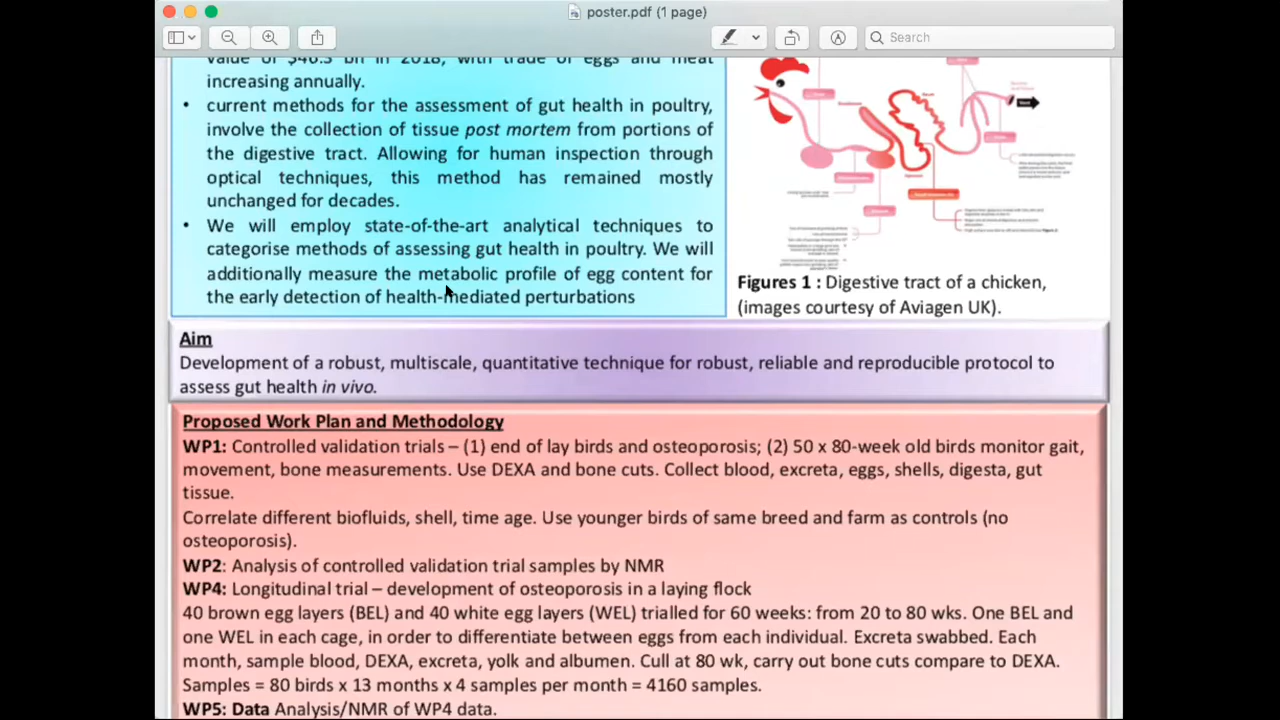 poster.pdf (1 page)
Search
value of $46.3 bn in 2018, with trade of eggs and meat
increasing annually.
• current methods for the assessment of gut health in poultry,
involve the collection of tissue post mortem from portions of
the digestive tract. Allowing for human inspection through
optical techniques, this method has remained mostly
unchanged for decades.
• We will employ state-of-the-art analytical techniques to
categorise methods of assessing gut health in poultry. We will
additionally measure the metabolic profile of egg content for
the early detection of health-mediated perturbations
Figures 1 : Digestive tract of a chicken,
(images courtesy of Aviagen UK).
Aim
Development of a robust, multiscale, quantitative technique for robust, reliable and reproducible protocol to
assess gut health in vivo.
Proposed Work Plan and Methodology
WP1: Controlled validation trials – (1) end of lay birds and osteoporosis; (2) 50 x 80-week old birds monitor gait,
movement, bone measurements. Use DEXA and bone cuts. Collect blood, excreta, eggs, shells, digesta, gut
tissue.
Correlate different biofluids, shell, time age. Use younger birds of same breed and farm as controls (no
osteoporosis).
WP2: Analysis of controlled validation trial samples by NMR
WP4: Longitudinal trial – development of osteoporosis in a laying flock
40 brown egg layers (BEL) and 40 white egg layers (WEL) trialled for 60 weeks: from 20 to 80 wks. One BEL and
one WEL in each cage, in order to differentiate between eggs from each individual. Excreta swabbed. Each
month, sample blood, DEXA, excreta, yolk and albumen. Cull at 80 wk, carry out bone cuts compare to DEXA.
Samples = 80 birds x 13 months x 4 samples per month = 4160 samples.
WP5: Data Analysis/NMR of WP4 data.